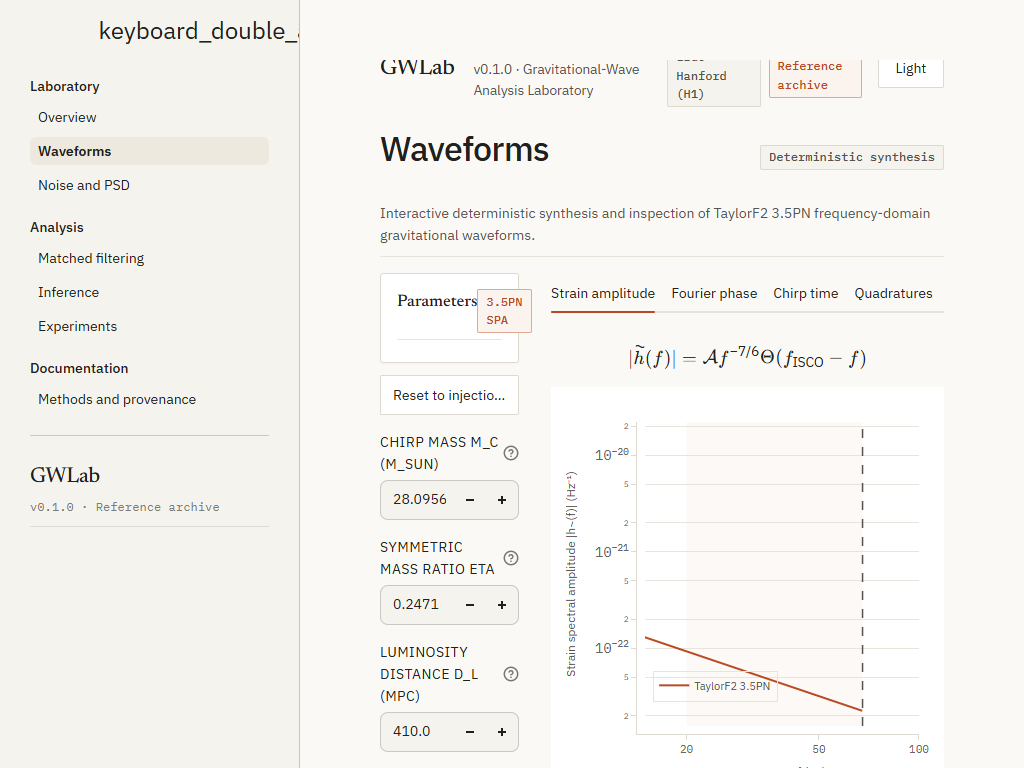 keyboard_double_
Laboratory
Overview
Waveforms
Noise and PSD
Analysis
Matched filtering
Inference
Experiments
Documentation
Methods and provenance
GWLab
v0.1.0 · Reference archive
GWLab
v0.1.0 · Gravitational-Wave
Analysis Laboratory
Hanford
(H1)
Reference
archive
Light
Waveforms
Deterministic synthesis
Interactive deterministic synthesis and inspection of TaylorF2 3.5PN frequency-domain
gravitational waveforms.
Parameters
3.5PN
SPA
Reset to injectio...
CHIRP MASS M_C
(M_SUN)
28.0956
SYMMETRIC
MASS RATIO ETA
0.2471
LUMINOSITY
DISTANCE D_L
(MPC)
410.0
Strain amplitude Fourier phase Chirp time Quadratures
|h̃(f)| = 𝒜f⁻⁷ᐟ⁶Θ(f_ISCO − f)
Strain spectral amplitude |h~(f)| (Hz⁻¹)
2
10⁻²⁰
5
2
10⁻²¹
5
2
10⁻²²
5
2
TaylorF2 3.5PN
20 50 100